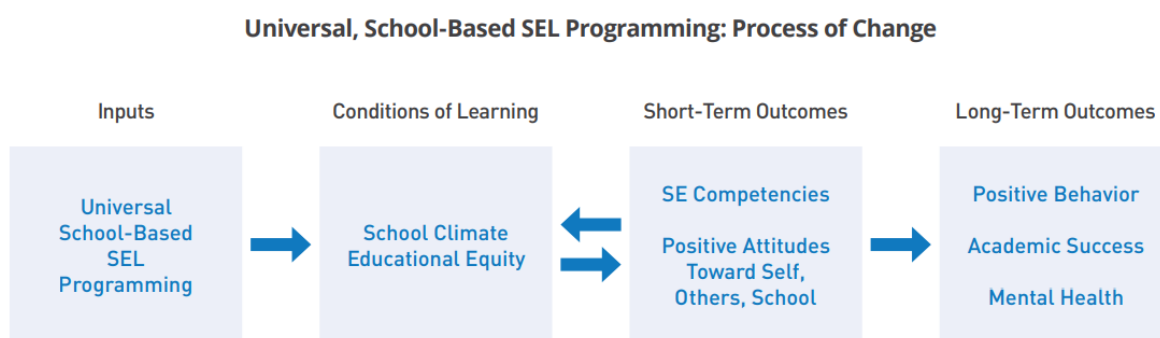 Universal, School-Based SEL Programming: Process of Change
Inputs
Universal
School-Based
SEL
Programming
Conditions of Learning
School Climate
Educational Equity
Short-Term Outcomes
SE Competencies
Positive Attitudes
Toward Self,
Others, School
Long-Term Outcomes
Positive Behavior
Academic Success
Mental Health